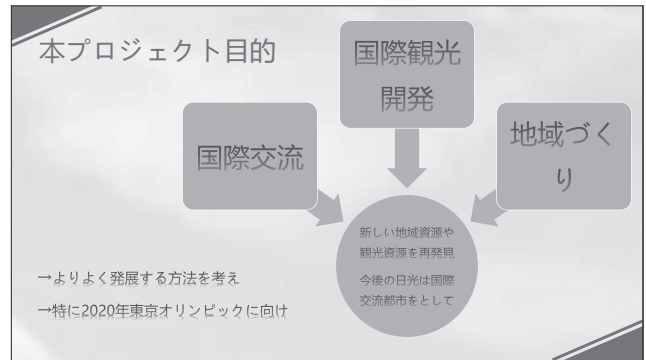 本プロジェクト目的
国際観光
開発
国際交流
地域づく
り
新しい地域資源や
観光資源を再発見
今後の日光は国際
交流都市をとして
→よりよく発展する方法を考え
→特に2020年東京オリンピックに向け